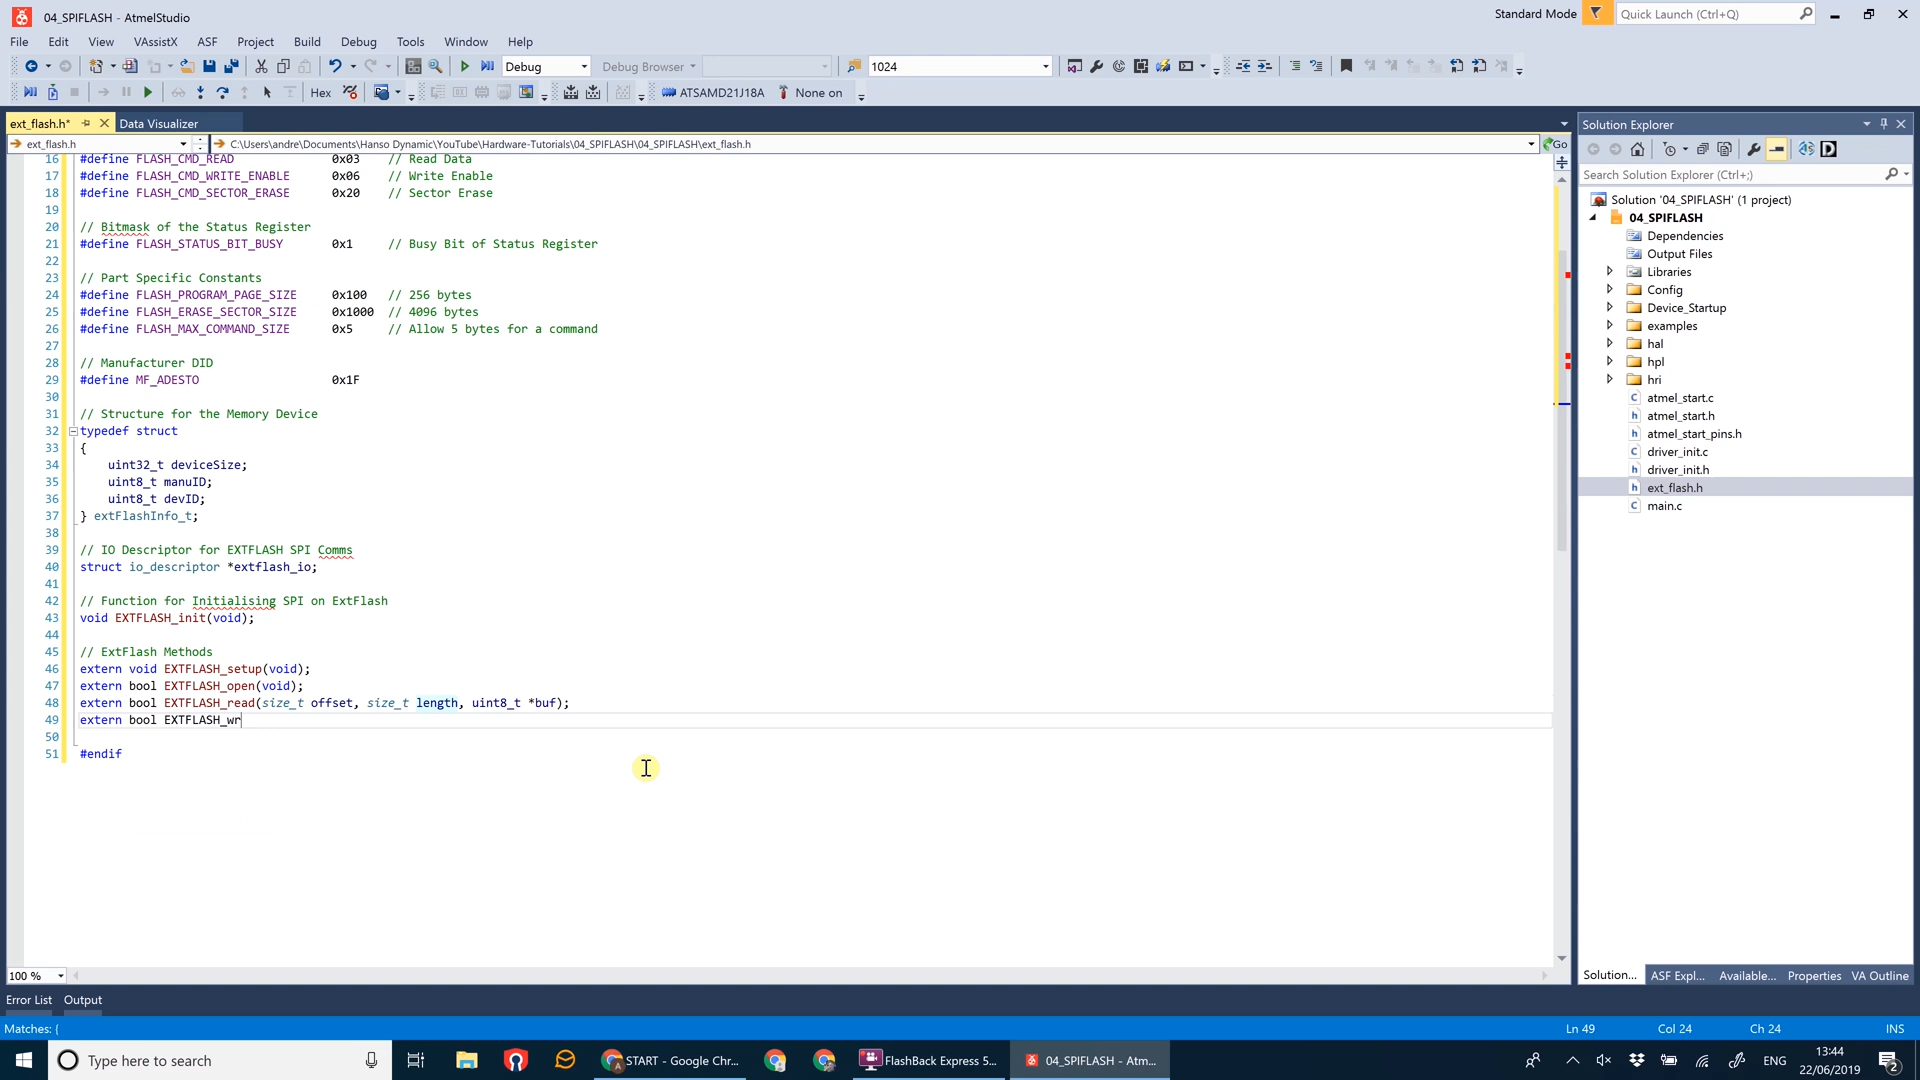 04_SPIFLASH - AtmelStudio
Standard Mode
Quick Launch (Ctrl+Q)
File Edit View VAssistX ASF Project Build Debug Tools Window Help
Debug
Debug Browser
1024
Hex
ATSAMD21J18A
None on
ext_flash.h*
Data Visualizer
ext_flash.h
C:\Users\andre\Documents\Hanso Dynamic\YouTube\Hardware-Tutorials\04_SPIFLASH\04_SPIFLASH\ext_flash.h
Go
16 #define FLASH_CMD_READ 0x03 // Read Data
17 #define FLASH_CMD_WRITE_ENABLE 0x06 // Write Enable
18 #define FLASH_CMD_SECTOR_ERASE 0x20 // Sector Erase
19
20 // Bitmask of the Status Register
21 #define FLASH_STATUS_BIT_BUSY 0x1 // Busy Bit of Status Register
22
23 // Part Specific Constants
24 #define FLASH_PROGRAM_PAGE_SIZE 0x100 // 256 bytes
25 #define FLASH_ERASE_SECTOR_SIZE 0x1000 // 4096 bytes
26 #define FLASH_MAX_COMMAND_SIZE 0x5 // Allow 5 bytes for a command
27
28 // Manufacturer DID
29 #define MF_ADESTO 0x1F
30
31 // Structure for the Memory Device
32 typedef struct
33 {
34 uint32_t deviceSize;
35 uint8_t manuID;
36 uint8_t devID;
37 } extFlashInfo_t;
38
39 // IO Descriptor for EXTFLASH SPI Comms
40 struct io_descriptor *extflash_io;
41
42 // Function for Initialising SPI on ExtFlash
43 void EXTFLASH_init(void);
44
45 // ExtFlash Methods
46 extern void EXTFLASH_setup(void);
47 extern bool EXTFLASH_open(void);
48 extern bool EXTFLASH_read(size_t offset, size_t length, uint8_t *buf);
49 extern bool EXTFLASH_wr
50
51 #endif
100 %
Solution Explorer
Search Solution Explorer (Ctrl+;)
Solution '04_SPIFLASH' (1 project)
04_SPIFLASH
Dependencies
Output Files
Libraries
Config
Device_Startup
examples
hal
hpl
hri
atmel_start.c
atmel_start.h
atmel_start_pins.h
driver_init.c
driver_init.h
ext_flash.h
main.c
Solution... ASF Expl... Available... Properties VA Outline
Error List Output
Matches: {
Ln 49 Col 24 Ch 24 INS
Type here to search
START - Google Chr...
FlashBack Express 5...
04_SPIFLASH - Atm...
ENG
13:44
22/06/2019
2